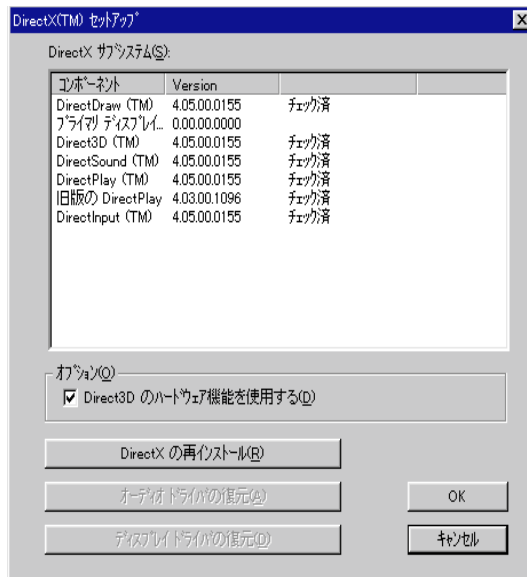 DirectX(TM) ｾｯﾄｱｯﾌﾟ
DirectX ｻﾌﾞｼｽﾃﾑ(S):
ｺﾝﾎﾟｰﾈﾝﾄ Version
DirectDraw (TM) 4.05.00.0155 ﾁｪｯｸ済
ﾌﾟﾗｲﾏﾘ ﾃﾞｨｽﾌﾟﾚｲ... 0.00.00.0000
Direct3D (TM) 4.05.00.0155 ﾁｪｯｸ済
DirectSound (TM) 4.05.00.0155 ﾁｪｯｸ済
DirectPlay (TM) 4.05.00.0155 ﾁｪｯｸ済
旧版の DirectPlay 4.03.00.1096 ﾁｪｯｸ済
DirectInput (TM) 4.05.00.0155 ﾁｪｯｸ済
ｵﾌﾟｼｮﾝ(O)
Direct3D のﾊｰﾄﾞｳｪｱ機能を使用する(D)
DirectX の再ｲﾝｽﾄｰﾙ(R)
ｵｰﾃﾞｨｵ ﾄﾞﾗｲﾊﾞの復元(A)
OK
ﾃﾞｨｽﾌﾟﾚｲ ﾄﾞﾗｲﾊﾞの復元(D)
ｷｬﾝｾﾙ